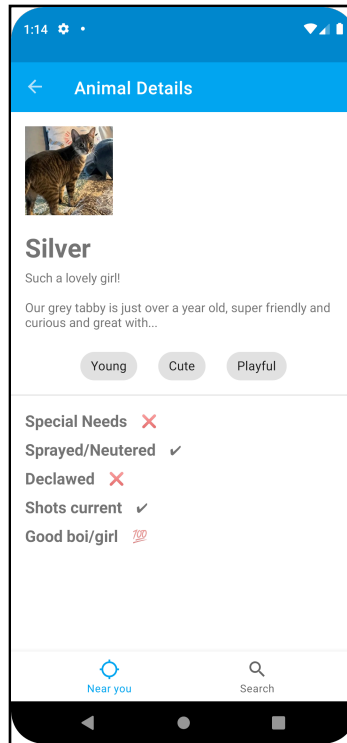 1:14
Animal Details
Silver
Such a lovely girl!
Our grey tabby is just over a year old, super friendly and
curious and great with...
Young Cute Playful
Special Needs ❌
Sprayed/Neutered ✔
Declawed ❌
Shots current ✔
Good boi/girl 💯
Near you Search